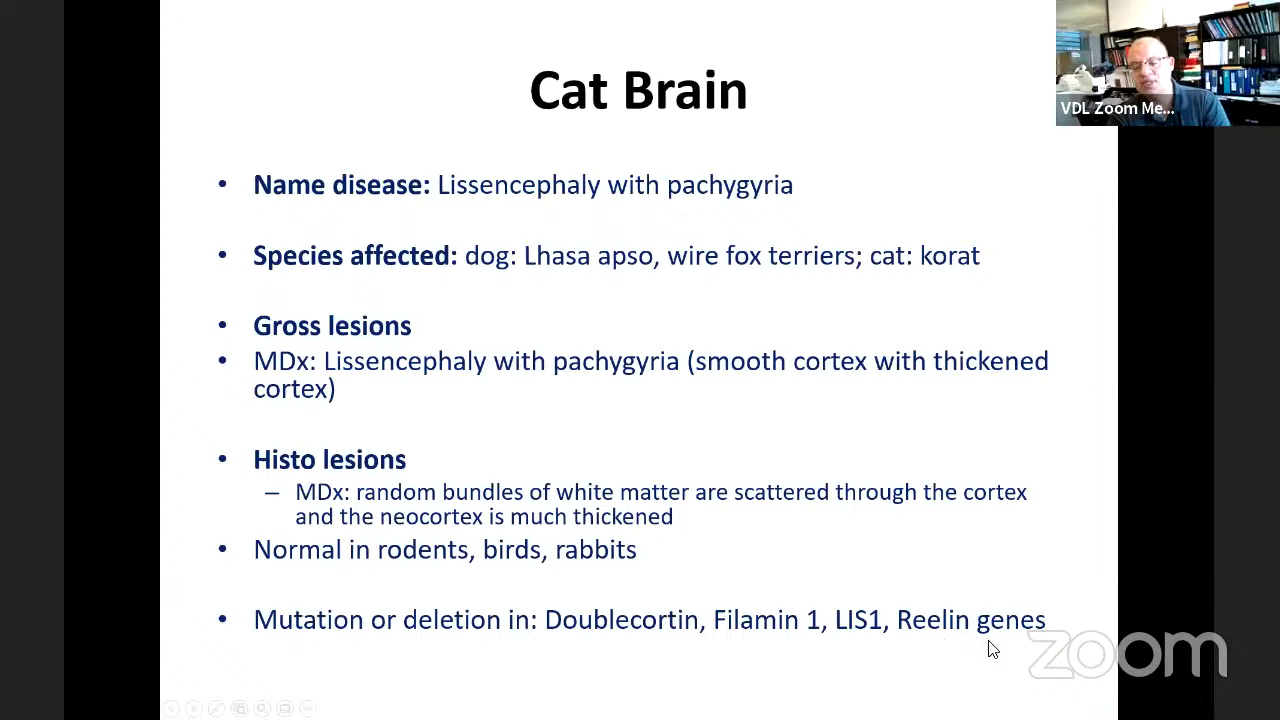 Cat Brain
VDL Zoom Me...
• Name disease: Lissencephaly with pachygyria
• Species affected: dog: Lhasa apso, wire fox terriers; cat: korat
• Gross lesions
• MDx: Lissencephaly with pachygyria (smooth cortex with thickened
cortex)
• Histo lesions
– MDx: random bundles of white matter are scattered through the cortex
and the neocortex is much thickened
• Normal in rodents, birds, rabbits
• Mutation or deletion in: Doublecortin, Filamin 1, LIS1, Reelin genes
zoom